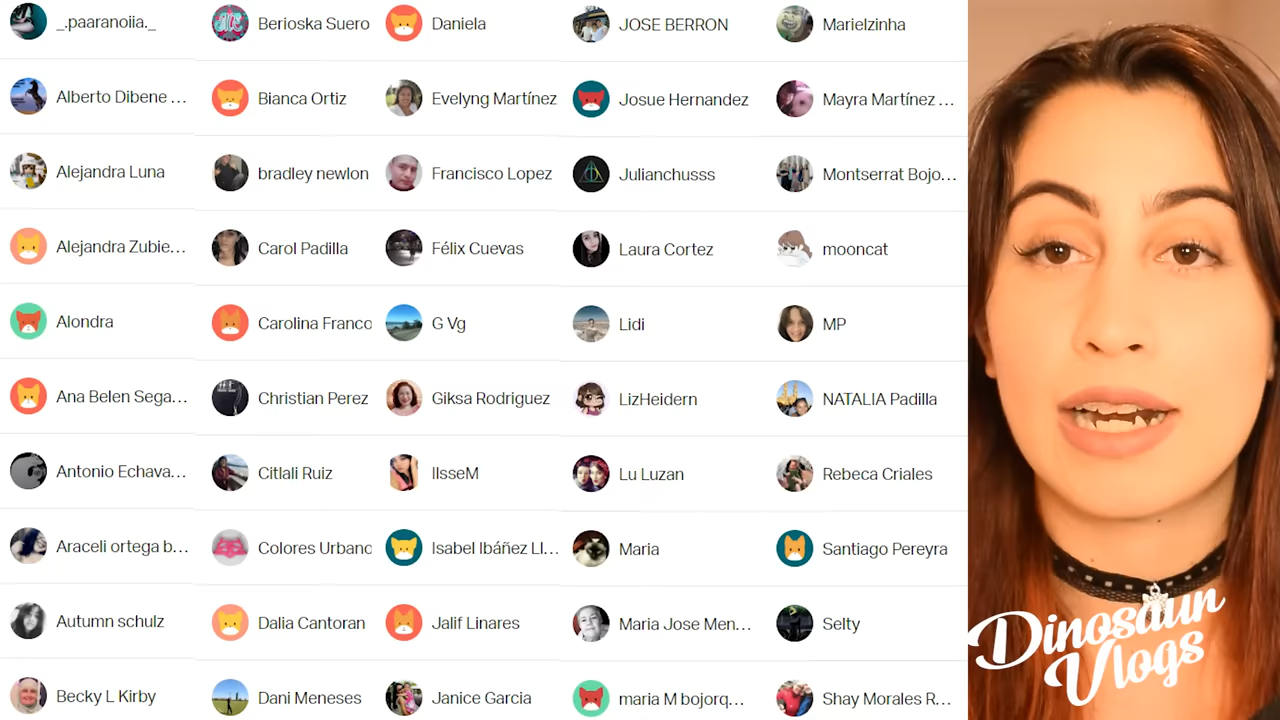 _.paaranoiia._
Alberto Dibene ...
Alejandra Luna
Alejandra Zubie...
Alondra
Ana Belen Sega...
Antonio Echava...
Araceli ortega b...
Autumn schulz
Becky L Kirby
Berioska Suero
Bianca Ortiz
bradley newlon
Carol Padilla
Carolina Franco
Christian Perez
Citlali Ruiz
Colores Urbano
Dalia Cantoran
Dani Meneses
Daniela
Evelyng Martínez
Francisco Lopez
Félix Cuevas
G Vg
Giksa Rodriguez
IlsseM
Isabel Ibáñez Ll...
Jalif Linares
Janice Garcia
JOSE BERRON
Josue Hernandez
Julianchusss
Laura Cortez
Lidi
LizHeidern
Lu Luzan
Maria
Maria Jose Men...
maria M bojorq...
Marielzinha
Mayra Martínez ...
Montserrat Bojo...
mooncat
MP
NATALIA Padilla
Rebeca Criales
Santiago Pereyra
Selty
Shay Morales R...
Dinosaur
Vlogs